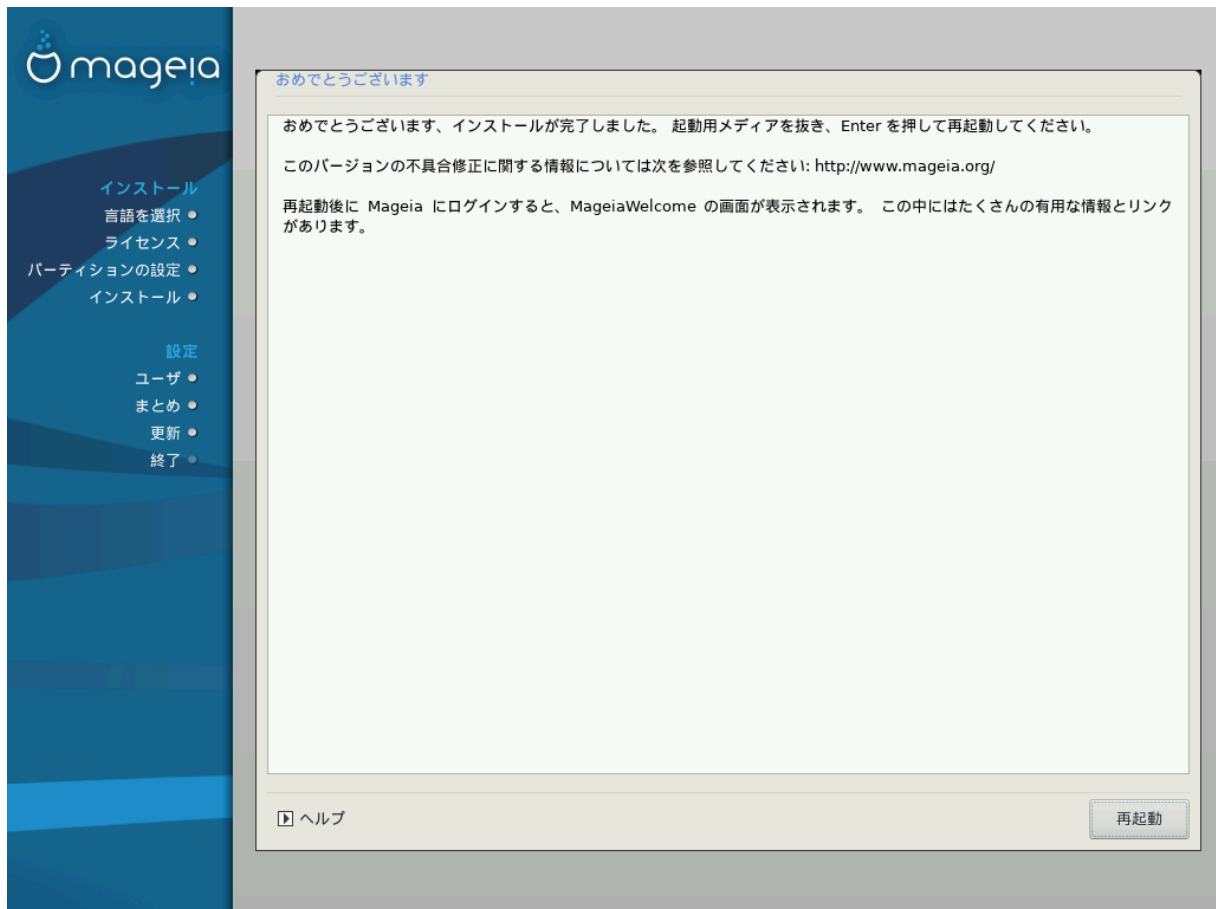 mageia
インストール
言語を選択
ライセンス
パーティションの設定
インストール
設定
ユーザ
まとめ
更新
終了
おめでとうございます
おめでとうございます、インストールが完了しました。 起動用メディアを抜き、Enter を押して再起動してください。
このバージョンの不具合修正に関する情報については次を参照してください: http://www.mageia.org/
再起動後に Mageia にログインすると、MageiaWelcome の画面が表示されます。 この中にはたくさんの有用な情報とリンク
があります。
ヘルプ
再起動